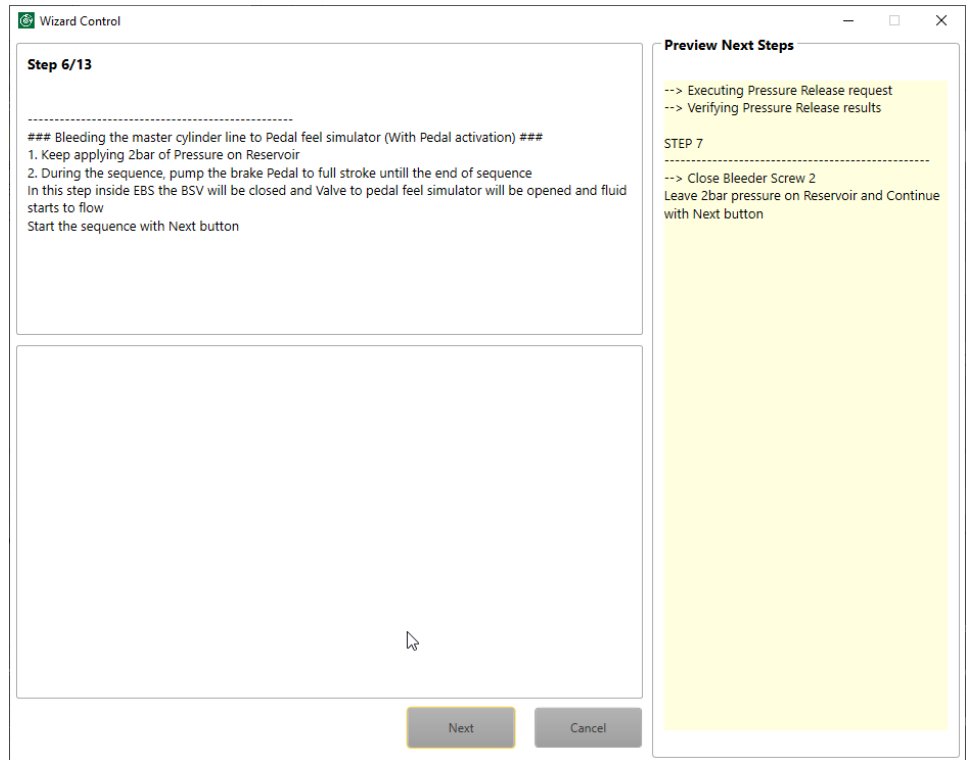 Wizard Control
Step 6/13
--------------------------------------------------
### Bleeding the master cylinder line to Pedal feel simulator (With Pedal activation) ###
1. Keep applying 2bar of Pressure on Reservoir
2. During the sequence, pump the brake Pedal to full stroke untill the end of sequence
In this step inside EBS the BSV will be closed and Valve to pedal feel simulator will be opened and fluid
starts to flow
Start the sequence with Next button
Next
Cancel
Preview Next Steps
--> Executing Pressure Release request
--> Verifying Pressure Release results
STEP 7
--------------------------------------------------
--> Close Bleeder Screw 2
Leave 2bar pressure on Reservoir and Continue
with Next button